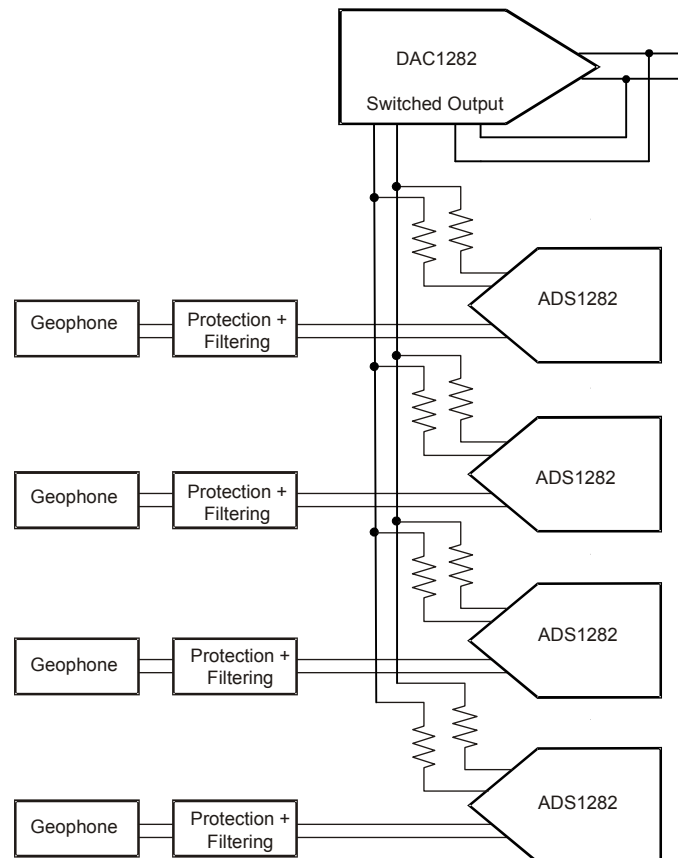 DAC1282
Switched Output
ADS1282
Geophone
Protection +
Filtering
ADS1282
Geophone
Protection +
Filtering
ADS1282
Geophone
Protection +
Filtering
ADS1282
Geophone
Protection +
Filtering